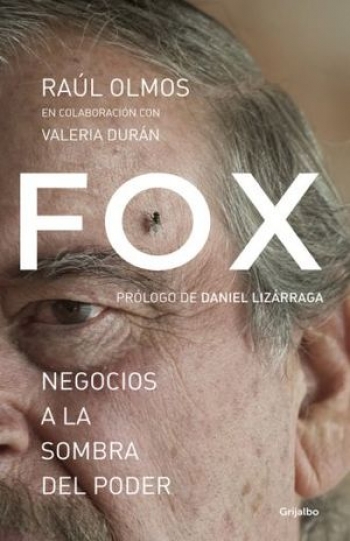 RAÚL OLMOS
EN COLABORACIÓN CON
VALERIA DURÁN
FOX
PRÓLOGO DE DANIEL LIZÁRRAGA
NEGOCIOS
A LA
SOMBRA
DEL PODER
Grijalbo